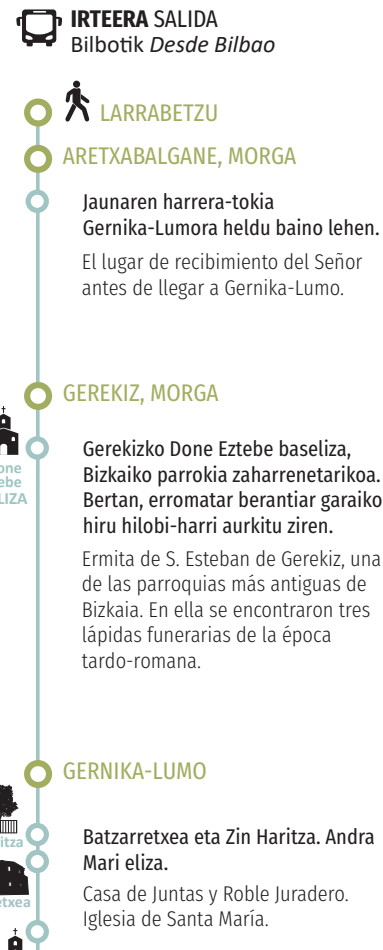 IRTEERA SALIDA
Bilbotik Desde Bilbao
LARRABETZU
ARETXABALGANE, MORGA
Jaunaren harrera-tokia
Gernika-Lumora heldu baino lehen.
El lugar de recibimiento del Señor
antes de llegar a Gernika-Lumo.
GEREKIZ, MORGA
Gerekizko Done Eztebe baseliza,
Bizkaiko parrokia zaharrenetarikoa.
Bertan, erromatar berantiar garaiko
hiru hilobi-harri aurkitu ziren.
Ermita de S. Esteban de Gerekiz, una
de las parroquias más antiguas de
Bizkaia. En ella se encontraron tres
lápidas funerarias de la época
tardo-romana.
GERNIKA-LUMO
Batzarretxea eta Zin Haritza. Andra
Mari eliza.
Casa de Juntas y Roble Juradero.
Iglesia de Santa María.